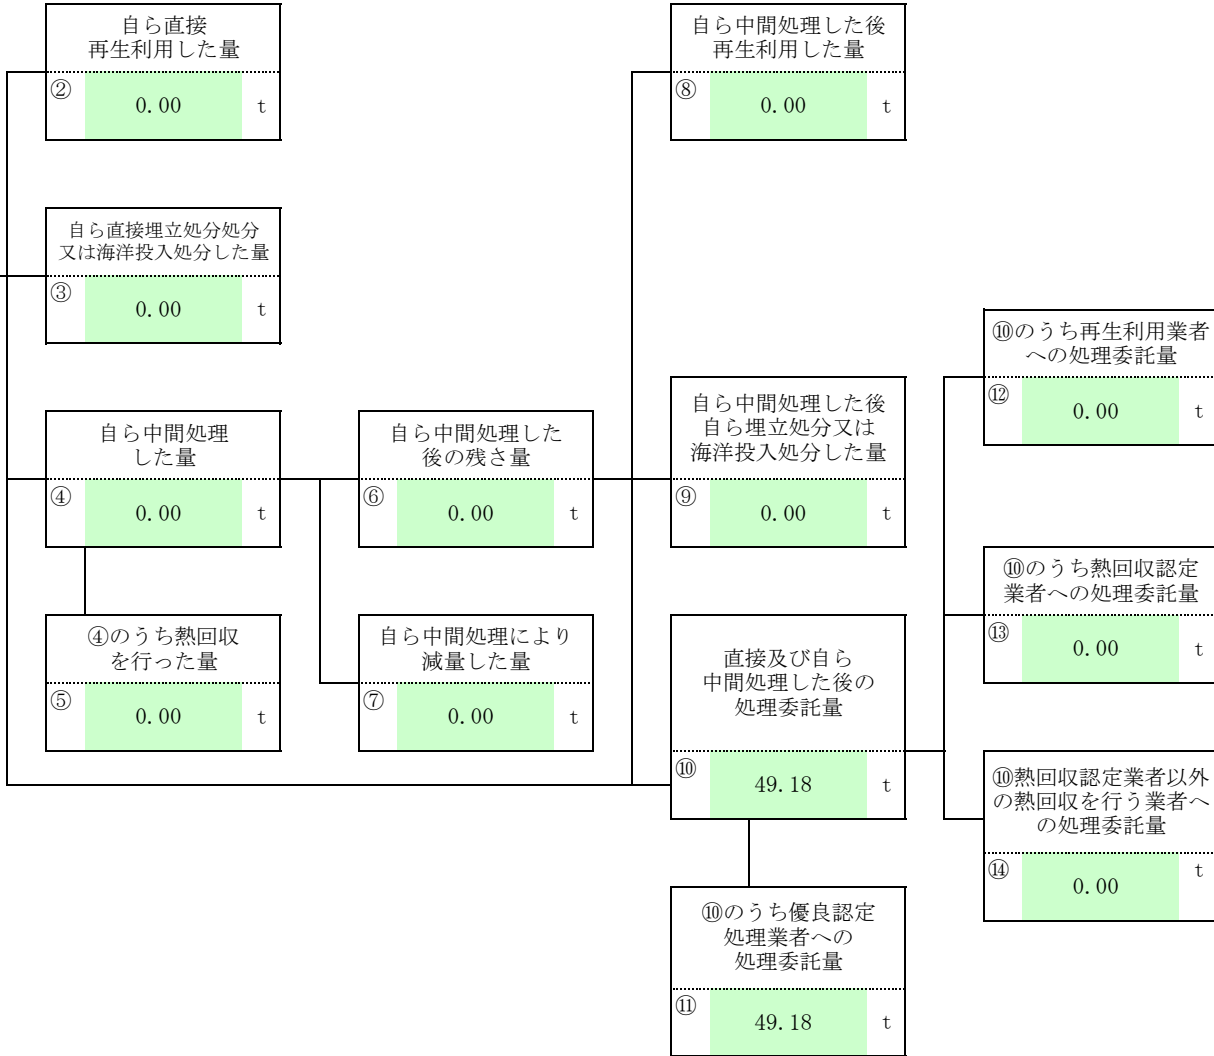 自ら直接
再生利用した量
②
0.00
t
自ら中間処理した後
再生利用した量
⑧
0.00
t
自ら直接埋立処分処分
又は海洋投入処分した量
③
0.00
t
⑩のうち再生利用業者
への処理委託量
⑫
0.00
t
自ら中間処理
した量
④
0.00
t
自ら中間処理した
後の残さ量
⑥
0.00
t
自ら中間処理した後
自ら埋立処分又は
海洋投入処分した量
⑨
0.00
t
⑩のうち熱回収認定
業者への処理委託量
⑬
0.00
t
④のうち熱回収
を行った量
⑤
0.00
t
自ら中間処理により
減量した量
⑦
0.00
t
直接及び自ら
中間処理した後の
処理委託量
⑩
49.18
t
⑩熱回収認定業者以外
の熱回収を行う業者へ
の処理委託量
⑭
0.00
t
⑩のうち優良認定
処理業者への
処理委託量
⑪
49.18
t